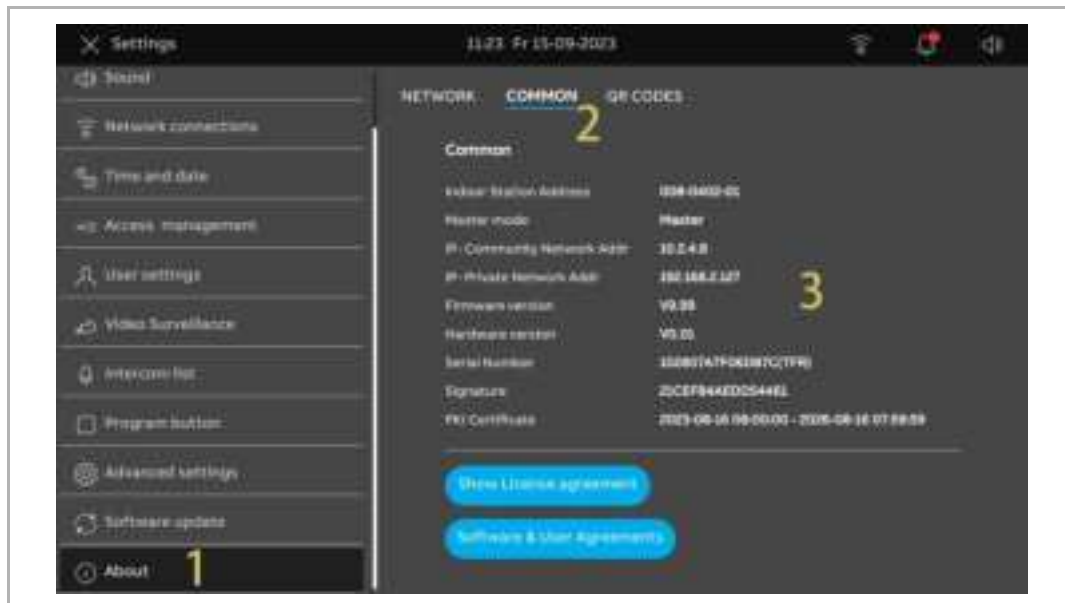 Settings
11:23 Fr 15-09-2023
Sound
Network connections
Time and date
Access management
User settings
Video Surveillance
Intercom list
Program button
Advanced settings
Software update
About
1
NETWORK COMMON QR CODES
2
Common
Indoor Station Address
Master mode Master
IP-Community Network Addr 10.2.4.8
IP-Private Network Addr 192.168.2.127
3
Firmware version
Hardware version V0.01
Serial Number
Signature
PKI Certificate
Show License agreement
Software & User Agreements